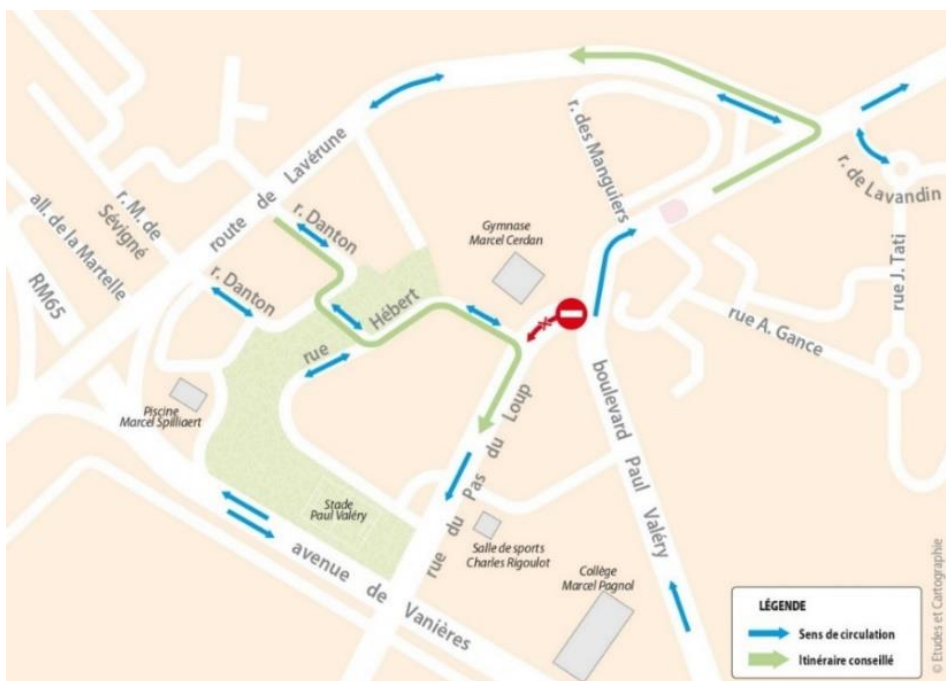 route de Lavérune
r. des Manguiers
r. de Lavandin
rue J. Tati
rue A. Gance
r. M. de
Sévigné
all. de la Martelle
RM65
r. Danton
r. Danton
rue Hébert
Gymnase
Marcel Cerdan
Piscine
Marcel Spilliaert
Stade
Paul Valéry
rue du Pas du Loup
boulevard Paul Valéry
Salle de sports
Charles Rigoulot
Collège
Marcel Pagnol
avenue de Vanières
LÉGENDE
Sens de circulation
Itinéraire conseillé
© Etudes et Cartographie